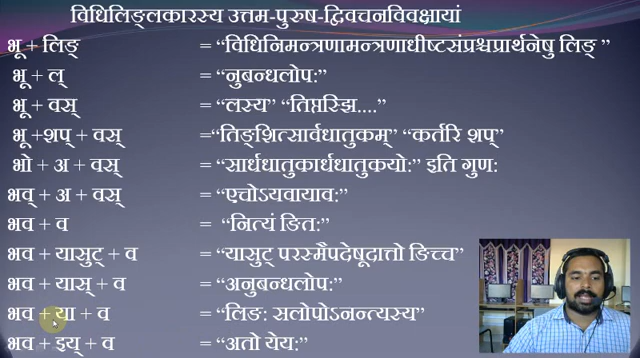 विधिलिङ्लकारस्य उत्तम-पुरुष-द्विवचनविवक्षायां
भू + लिङ् = “विधिनिमन्त्रणामन्त्रणाधीष्टसंप्रश्नप्रार्थनेषु लिङ् ”
भू + ल् = “नुबन्धलोप:”
भू + वस् = “लस्य” “तिप्तस्झि....”
भू +शप् + वस् =“तिङ्शित्सार्वधातुकम्” “कर्तरि शप्”
भो + अ + वस् = “सार्धधातुकार्धधातुकयो:” इति गुण:
भव् + अ + वस् = “एचोऽयवायाव:”
भव + व = “नित्यं ङित:”
भव + यासुट् + व = “यासुट् परस्मैपदेषूदात्तो ङिच्च”
भव + यास् + व = “अनुबन्धलोप:”
भव + या + व = “लिङ: सलोपोऽनन्त्यस्य”
भव + इय् + व = “अतो येय:”